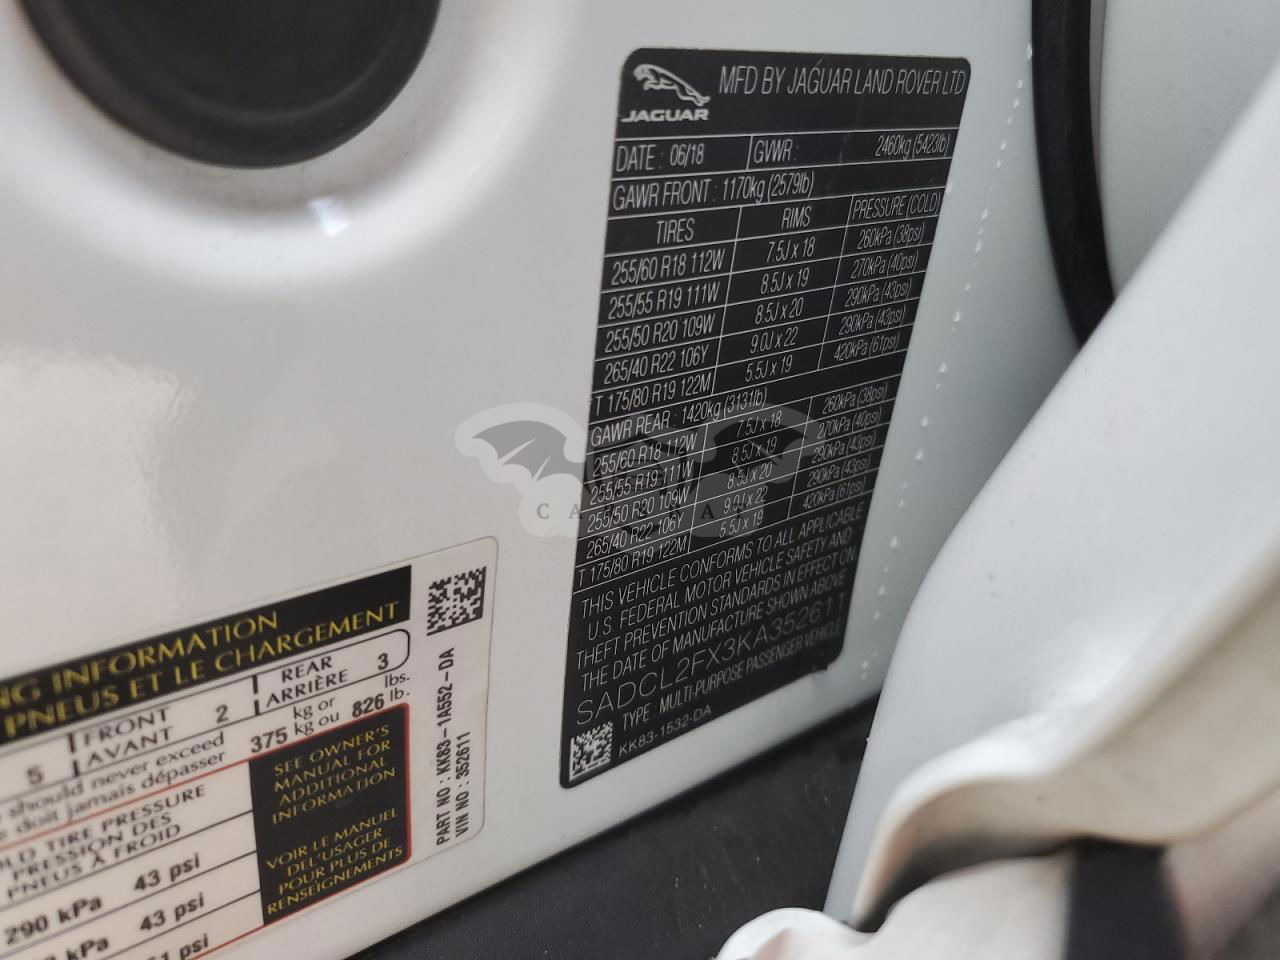 JAGUAR
MFD BY JAGUAR LAND ROVER LTD
DATE : 06/18 GVWR : 2460kg (5423lb)
GAWR FRONT : 1170kg (2579lb)
TIRES RIMS PRESSURE (COLD)
255/60 R18 112W 7.5J x 18 260kPa (38psi)
255/55 R19 111W 8.5J x 19 270kPa (40psi)
255/50 R20 109W 8.5J x 20 290kPa (43psi)
265/40 R22 106Y 9.0J x 22 290kPa (43psi)
T 175/80 R19 122M 5.5J x 19 420kPa (61psi)
GAWR REAR : 1420kg (3131lb)
255/60 R18 112W 7.5J x 18 260kPa (38psi)
255/55 R19 111W 8.5J x 19 270kPa (40psi)
255/50 R20 109W 8.5J x 20 290kPa (43psi)
265/40 R22 106Y 9.0J x 22 290kPa (43psi)
T 175/80 R19 122M 5.5J x 19 420kPa (61psi)
THIS VEHICLE CONFORMS TO ALL APPLICABLE
U.S. FEDERAL MOTOR VEHICLE SAFETY AND
THEFT PREVENTION STANDARDS IN EFFECT ON
THE DATE OF MANUFACTURE SHOWN ABOVE
SADCL2FX3KA352611
TYPE : MULTI-PURPOSE PASSENGER VEHICLE
KK83-1532-DA
NG INFORMATION
PNEUS ET LE CHARGEMENT
5 FRONT AVANT 2 REAR ARRIÈRE 3
should never exceed
doit jamais dépasser
375 kg or kg ou 826 lbs. lb.
TIRE PRESSURE
PRESSION DES
PNEUS À FROID
290 kPa 43 psi
kPa 43 psi
psi
SEE OWNER'S
MANUAL FOR
ADDITIONAL
INFORMATION
VOIR LE MANUEL
DE L'USAGER
POUR PLUS DE
RENSEIGNEMENTS
PART NO : KK83-1A552-DA
VIN NO : 352611